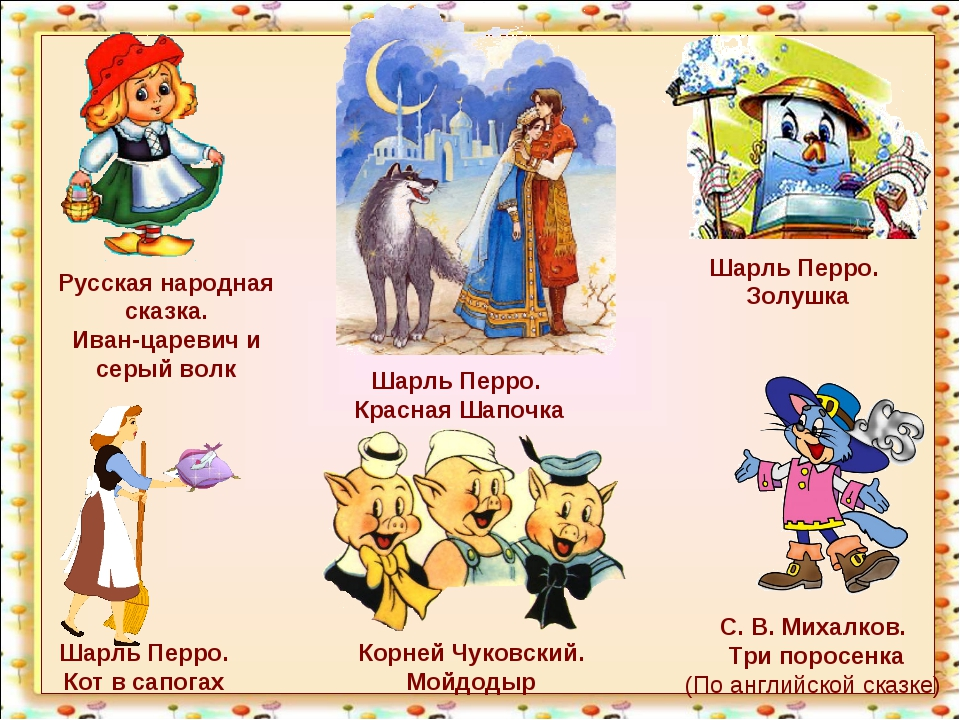 Русская народная
сказка.
Иван-царевич и
серый волк
Шарль Перро.
Красная Шапочка
Шарль Перро.
Золушка
Шарль Перро.
Кот в сапогах
Корней Чуковский.
Мойдодыр
С. В. Михалков.
Три поросенка
(По английской сказке)